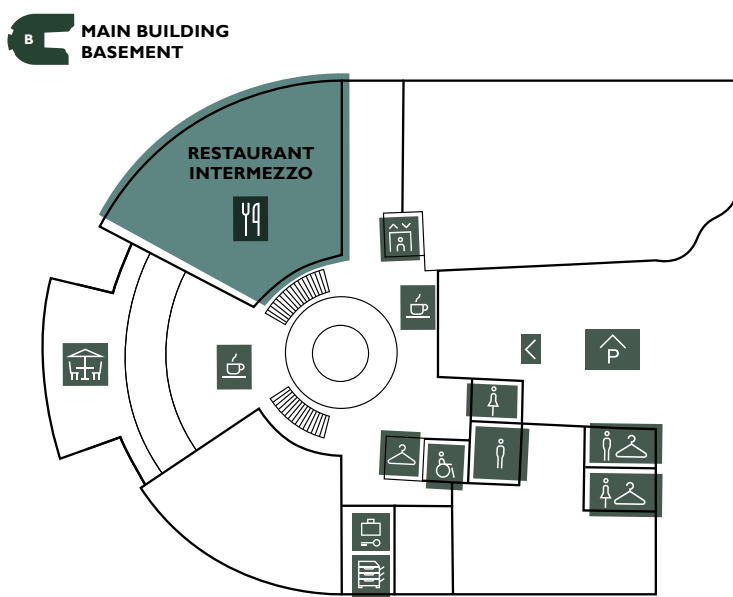 B
MAIN BUILDING
BASEMENT
RESTAURANT
INTERMEZZO
P